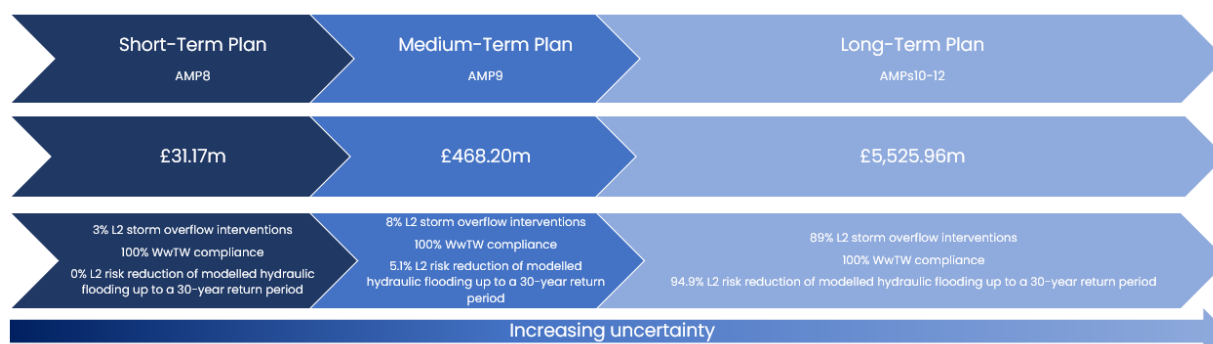 Short-Term Plan
AMP8
Medium-Term Plan
AMP9
Long-Term Plan
AMPs10-12
£31.17m
£468.20m
£5,525.96m
3% L2 storm overflow interventions
100% WwTW compliance
0% L2 risk reduction of modelled hydraulic
flooding up to a 30-year return period
8% L2 storm overflow interventions
100% WwTW compliance
5.1% L2 risk reduction of modelled
hydraulic flooding up to a 30-year return
period
89% L2 storm overflow interventions
100% WwTW compliance
94.9% L2 risk reduction of modelled hydraulic flooding up to a 30-year return period
Increasing uncertainty